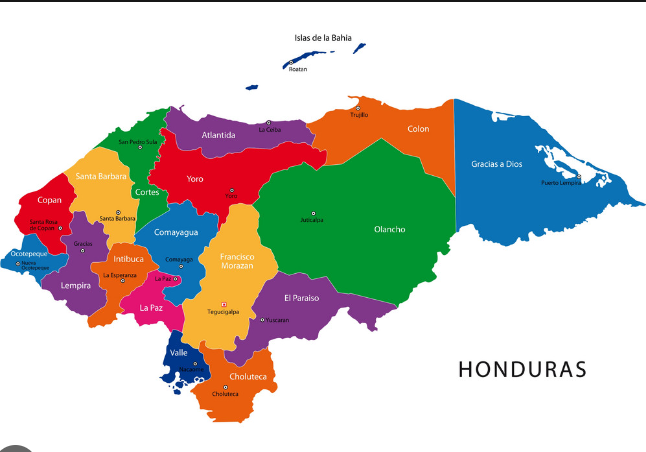 Islas de la Bahia
Roatan
Trujillo
Colon
Atlantida
La Ceiba
San Pedro Sula
Gracias a Dios
Puerto Lempira
Santa Barbara
Yoro
Yoro
Cortes
Copan
Santa Rosa
de Copan
Santa Barbara
Juticalpa
Olancho
Comayagua
Gracias
Ocotepeque
Nueva
Ocotepeque
Intibuca
Comayagua
Francisco
Morazan
La Esperanza
La Paz
Lempira
La Paz
El Paraiso
Tegucigalpa
Yuscaran
Valle
Nacaome
Choluteca
Choluteca
HONDURAS